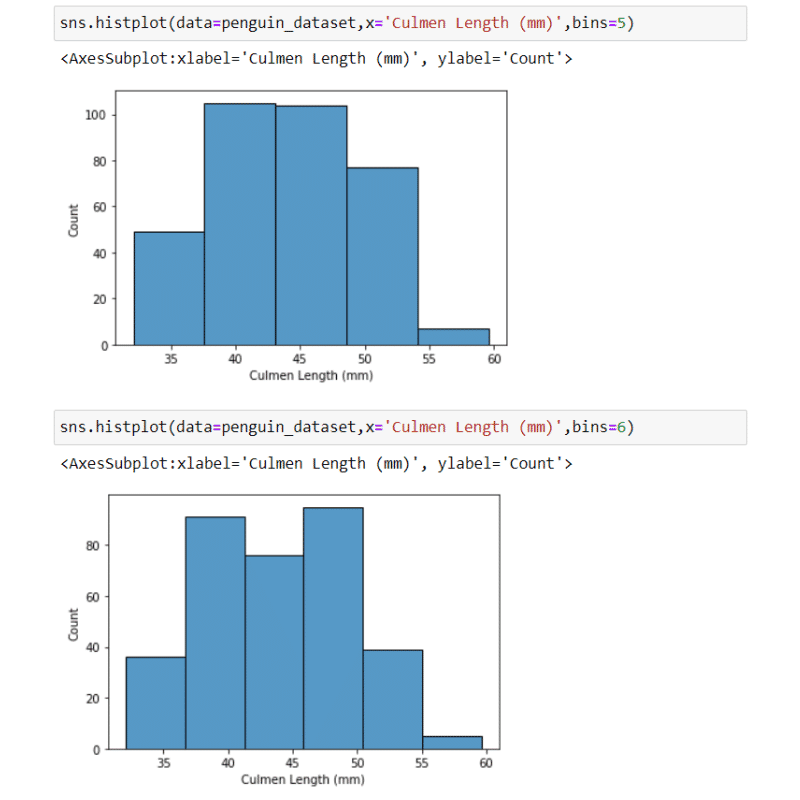 sns.histplot(data=penguin_dataset,x='Culmen Length (mm)',bins=5)
<AxesSubplot:xlabel='Culmen Length (mm)', ylabel='Count'>
100
80
60
40
20
0
Count
35 40 45 50 55 60
Culmen Length (mm)
sns.histplot(data=penguin_dataset,x='Culmen Length (mm)',bins=6)
<AxesSubplot:xlabel='Culmen Length (mm)', ylabel='Count'>
80
60
40
20
0
Count
35 40 45 50 55 60
Culmen Length (mm)